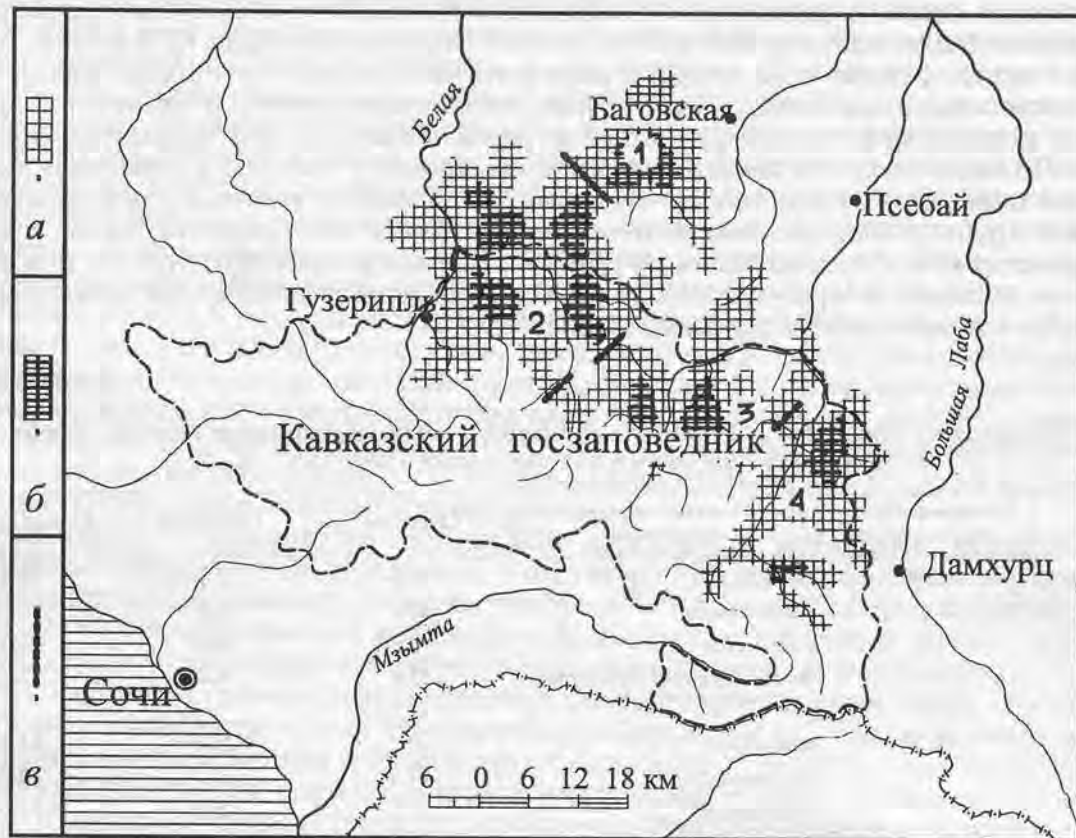 Белая
Баговская
1
Псебай
а
Гузерипль
2
3
Большая Лаба
Кавказский госзаповедник
б
4
Дамхурц
Мзымта
Сочи
в
6 0 6 12 18 км